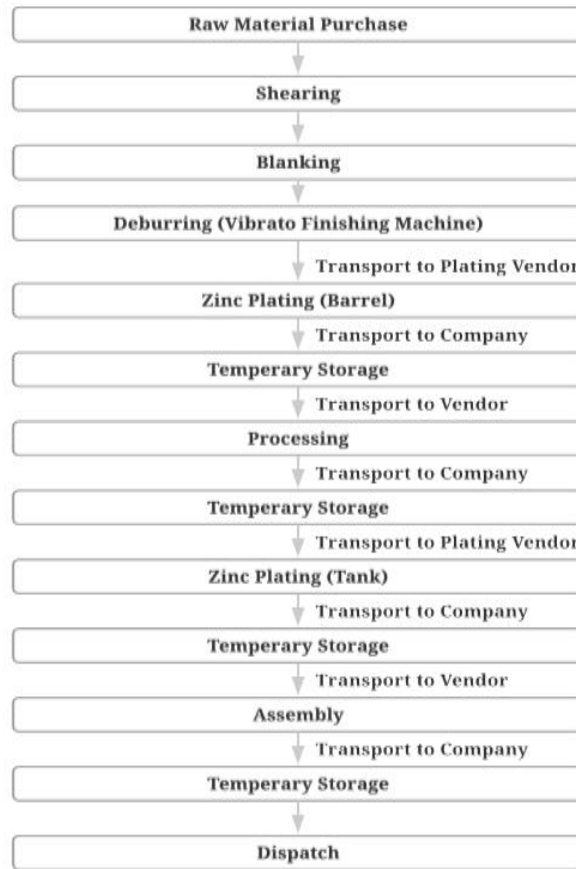 Raw Material Purchase
Shearing
Blanking
Deburring (Vibrato Finishing Machine)
Transport to Plating Vendor
Zinc Plating (Barrel)
Transport to Company
Temperary Storage
Transport to Vendor
Processing
Transport to Company
Temperary Storage
Transport to Plating Vendor
Zinc Plating (Tank)
Transport to Company
Temperary Storage
Transport to Vendor
Assembly
Transport to Company
Temperary Storage
Dispatch